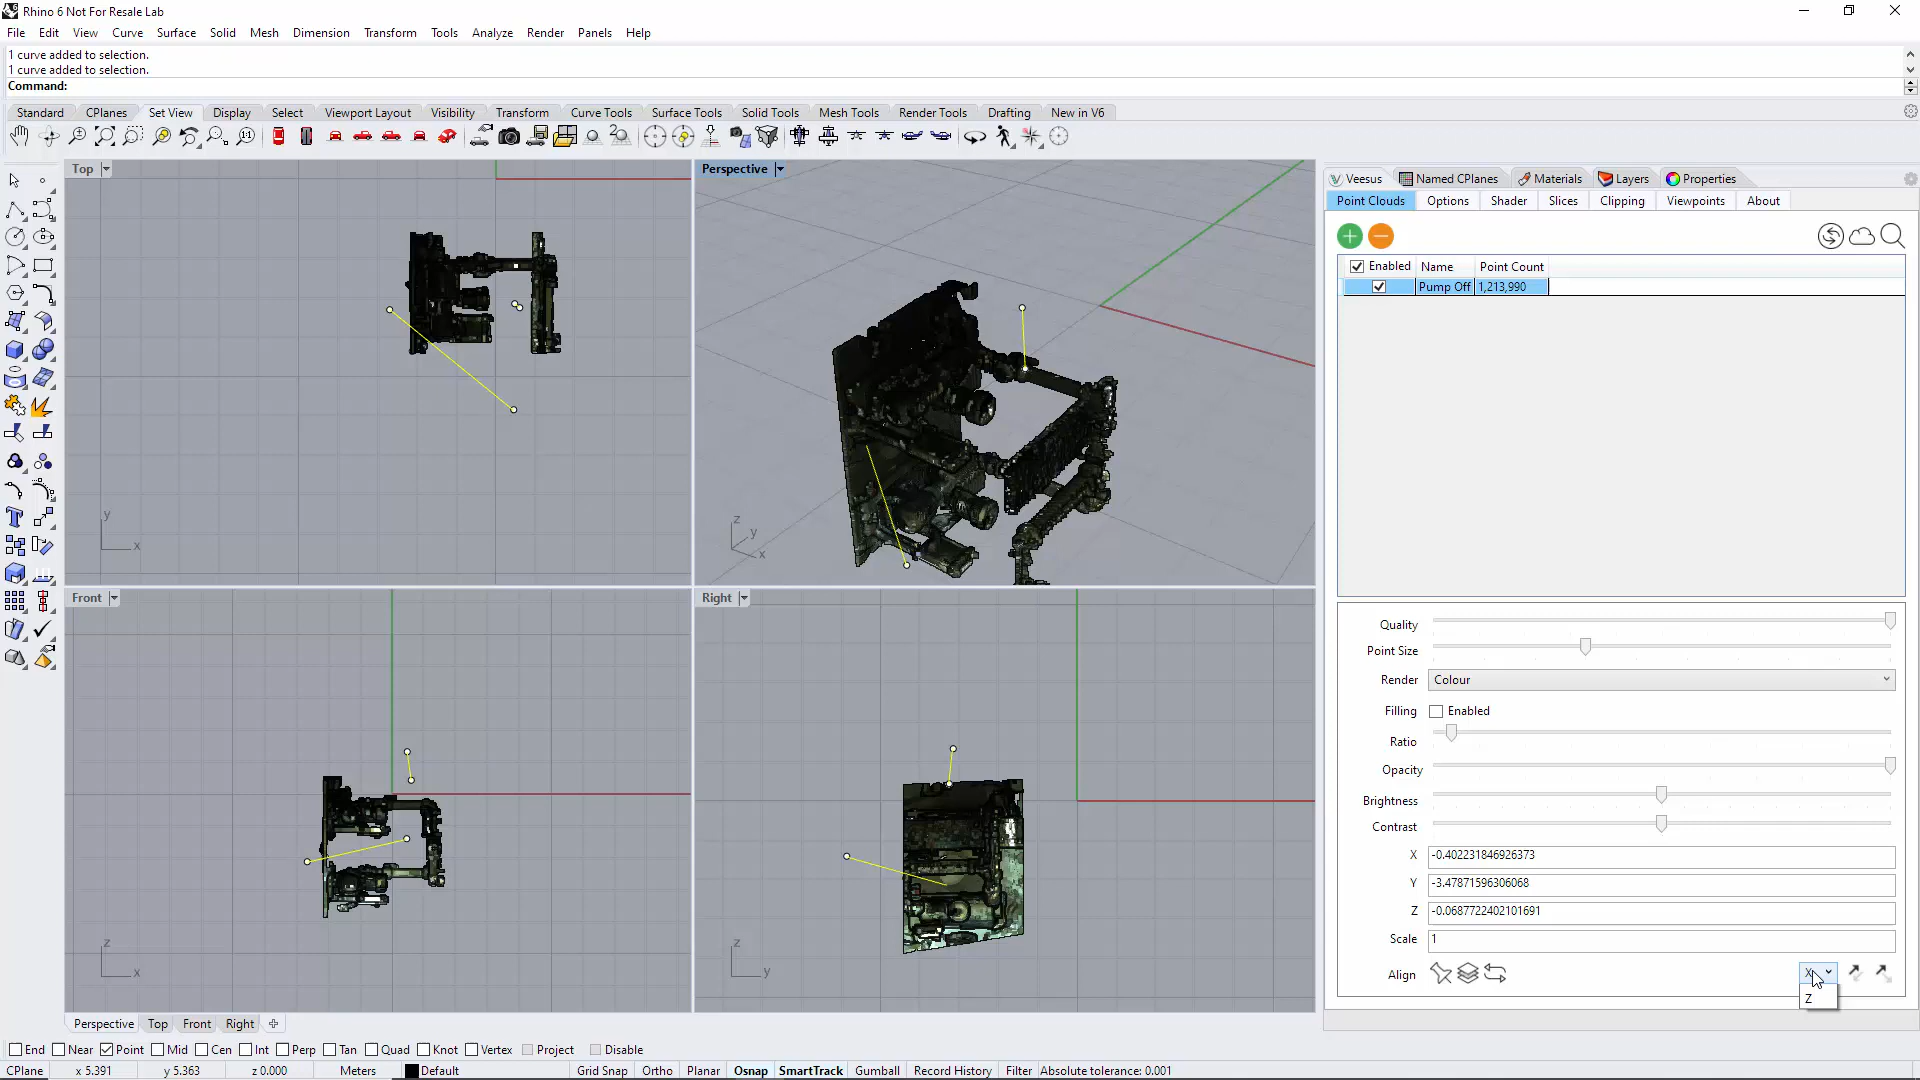 Rhino 6 Not For Resale Lab
File Edit View Curve Surface Solid Mesh Dimension Transform Tools Analyze Render Panels Help
1 curve added to selection.
1 curve added to selection.
Command:
Standard CPlanes Set View Display Select Viewport Layout Visibility Transform Curve Tools Surface Tools Solid Tools Mesh Tools Render Tools Drafting New in V6
Top
Perspective
Veesus Named CPlanes Materials Layers Properties
Point Clouds Options Shader Slices Clipping Viewpoints About
Enabled Name Point Count
Pump Off 1,213,990
y
x
z
y
x
Front
Right
Quality
Point Size
Render Colour
Filling Enabled
Ratio
Opacity
Brightness
Contrast
X -0.402231846926373
Y -3.47871596306068
Z -0.0687722402101691
Scale 1
Align X
Z
z
x
z
y
Perspective Top Front Right
End Near Point Mid Cen Int Perp Tan Quad Knot Vertex Project Disable
CPlane x 5.391 y 5.363 z 0.000 Meters Default Grid Snap Ortho Planar Osnap SmartTrack Gumball Record History Filter Absolute tolerance: 0.001